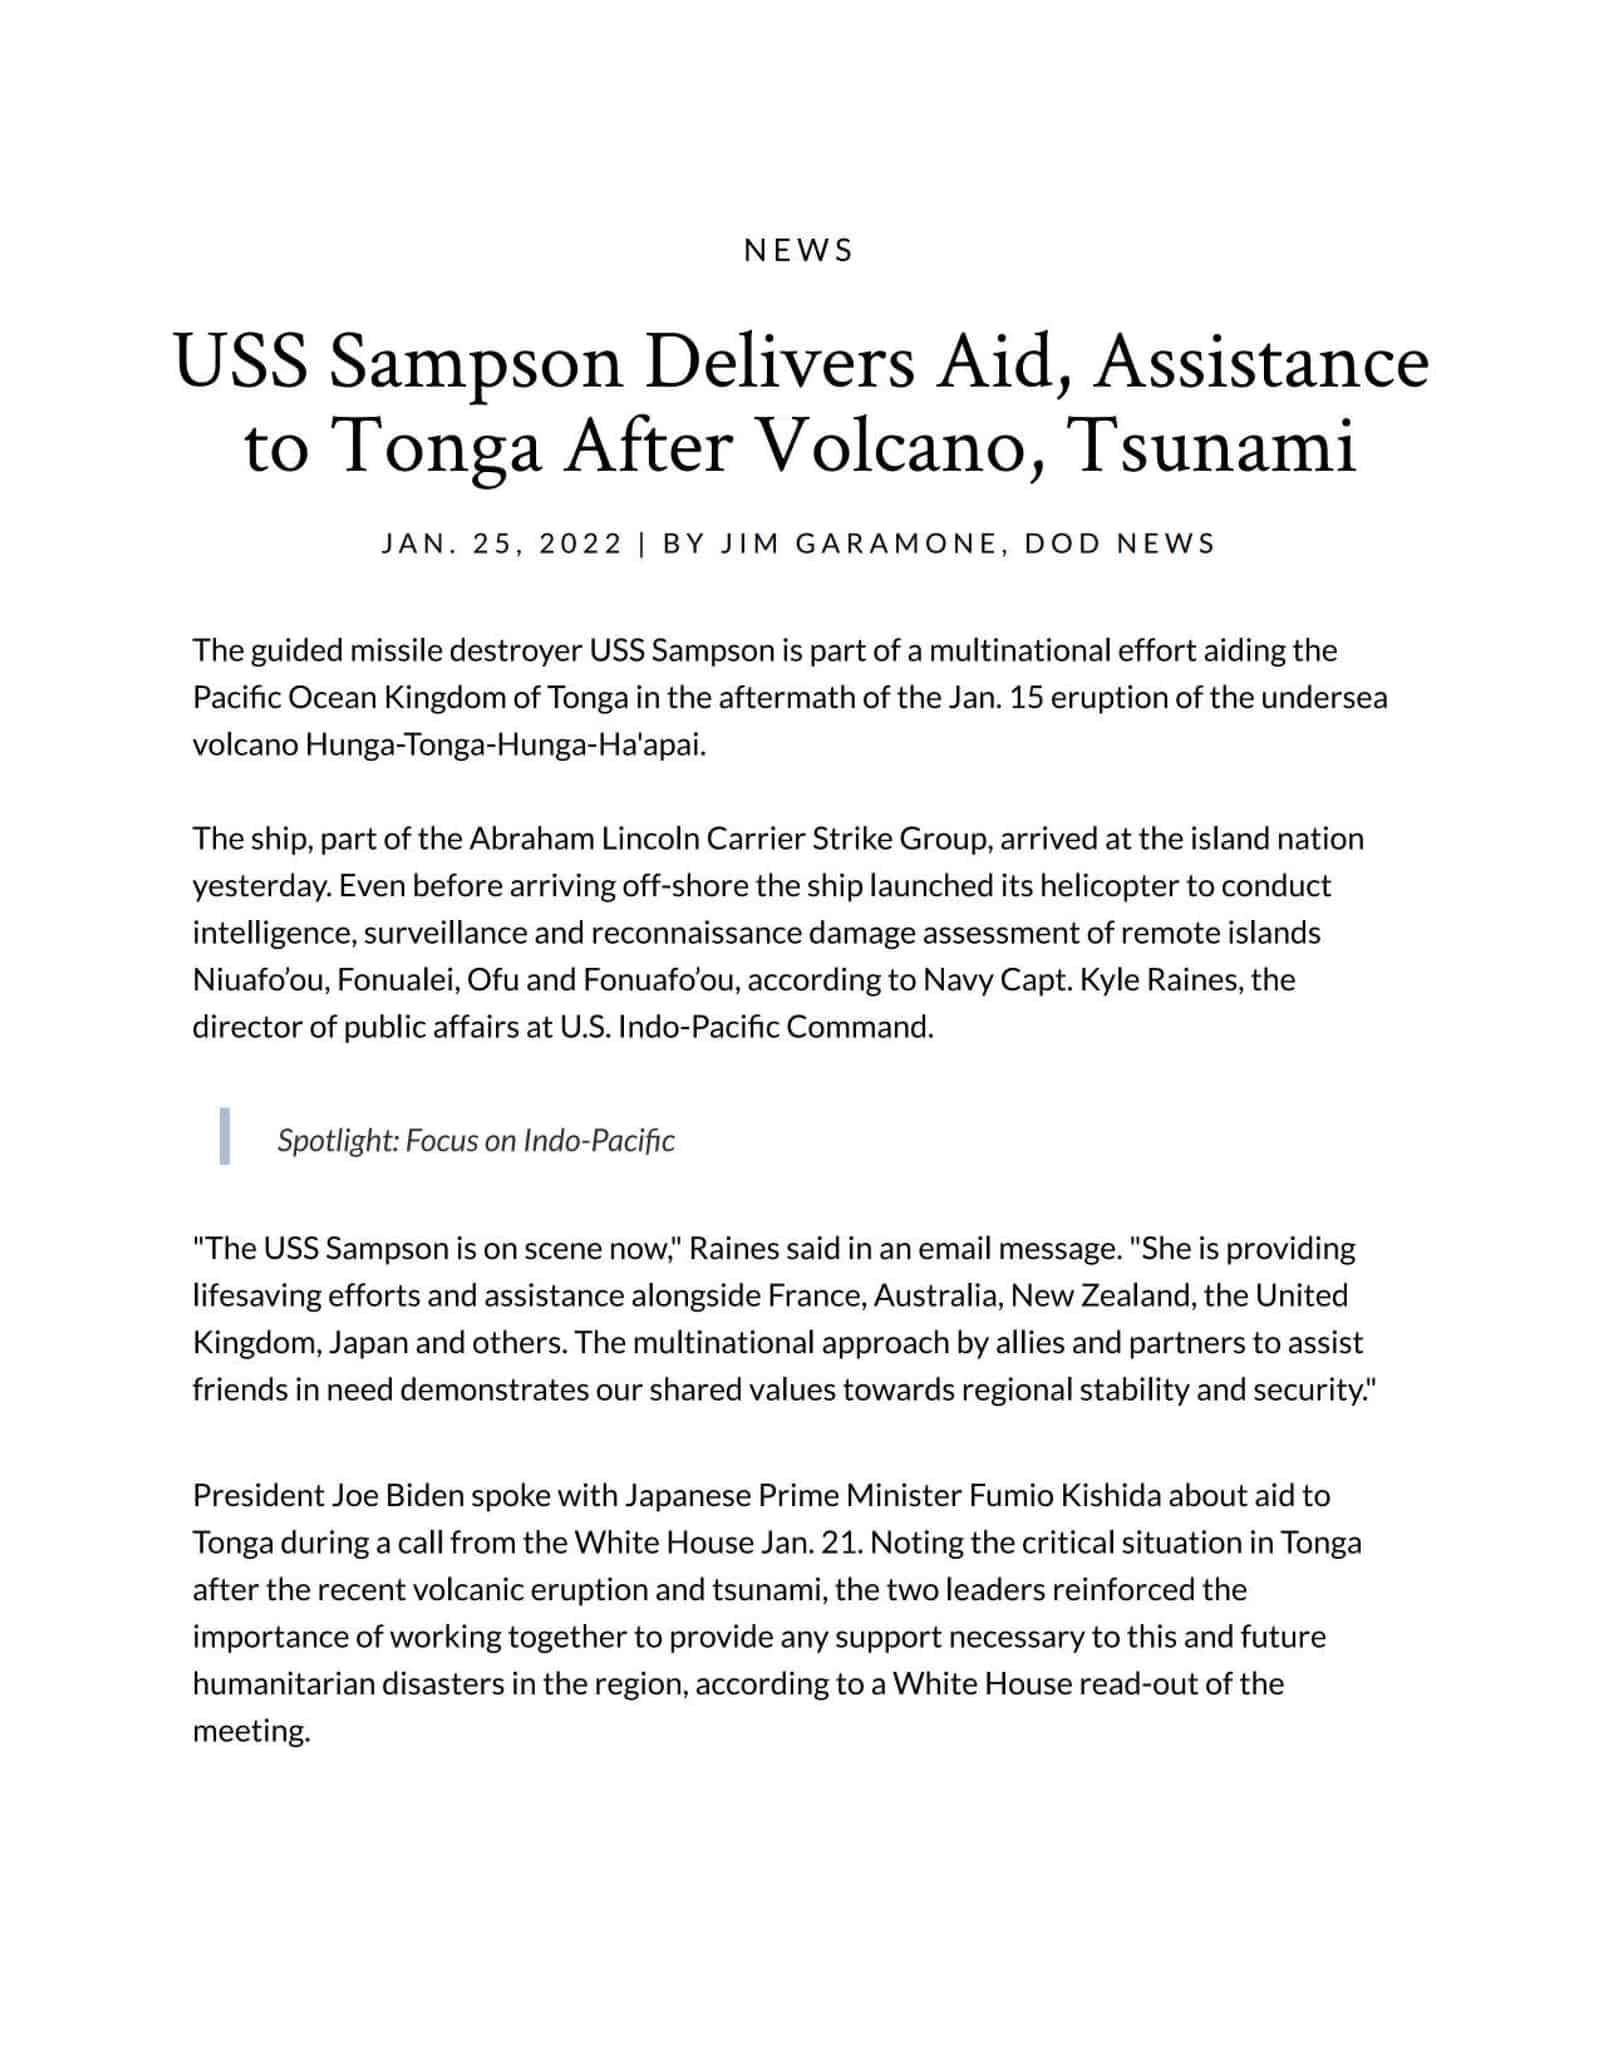 NEWS
USS Sampson Delivers Aid, Assistance
to Tonga After Volcano, Tsunami
JAN. 25, 2022 | BY JIM GARAMONE, DOD NEWS
The guided missile destroyer USS Sampson is part of a multinational effort aiding the
Pacific Ocean Kingdom of Tonga in the aftermath of the Jan. 15 eruption of the undersea
volcano Hunga-Tonga-Hunga-Ha'apai.
The ship, part of the Abraham Lincoln Carrier Strike Group, arrived at the island nation
yesterday. Even before arriving off-shore the ship launched its helicopter to conduct
intelligence, surveillance and reconnaissance damage assessment of remote islands
Niuafo’ou, Fonualei, Ofu and Fonuafo’ou, according to Navy Capt. Kyle Raines, the
director of public affairs at U.S. Indo-Pacific Command.
Spotlight: Focus on Indo-Pacific
"The USS Sampson is on scene now," Raines said in an email message. "She is providing
lifesaving efforts and assistance alongside France, Australia, New Zealand, the United
Kingdom, Japan and others. The multinational approach by allies and partners to assist
friends in need demonstrates our shared values towards regional stability and security."
President Joe Biden spoke with Japanese Prime Minister Fumio Kishida about aid to
Tonga during a call from the White House Jan. 21. Noting the critical situation in Tonga
after the recent volcanic eruption and tsunami, the two leaders reinforced the
importance of working together to provide any support necessary to this and future
humanitarian disasters in the region, according to a White House read-out of the
meeting.